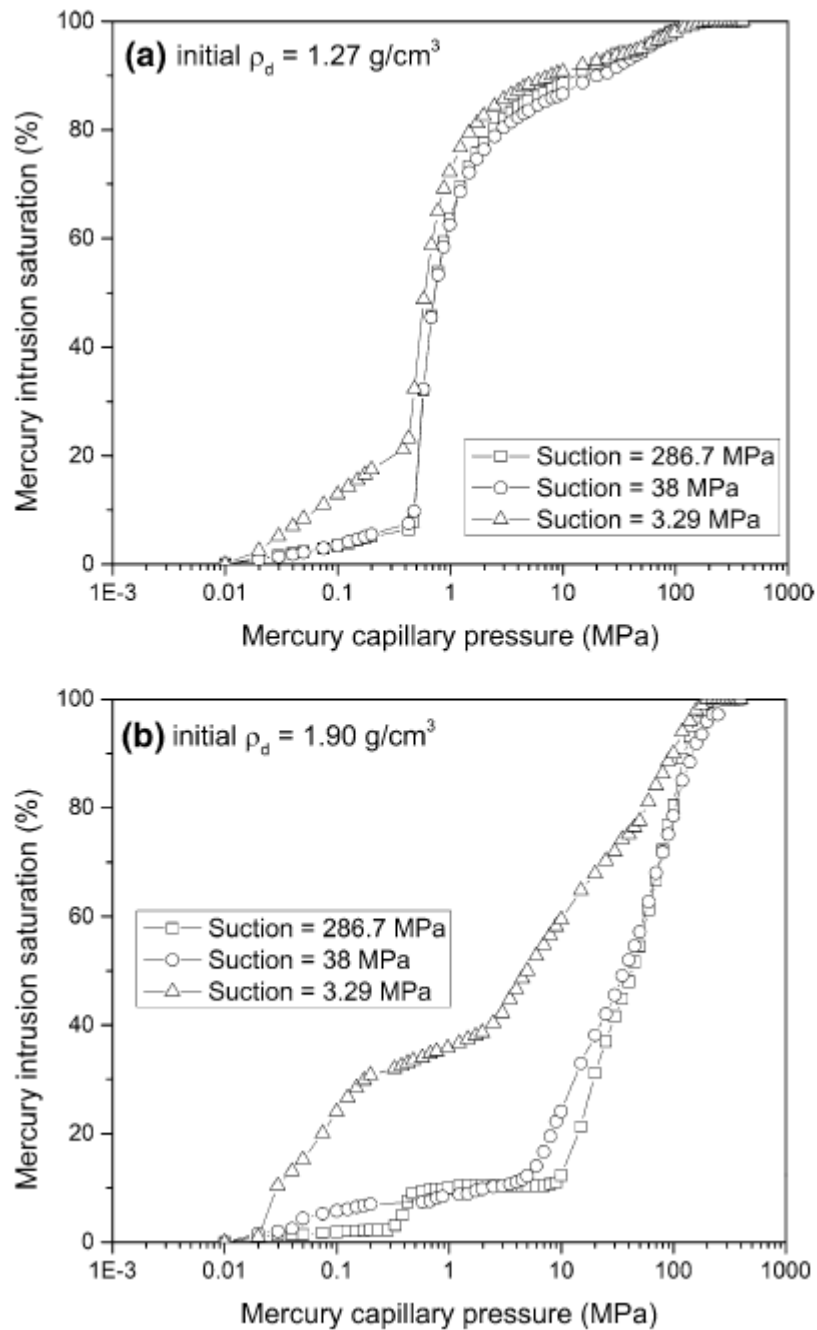 (a) initial ρd = 1.27 g/cm³
Mercury intrusion saturation (%)
100
80
60
40
20
0
Suction = 286.7 MPa
Suction = 38 MPa
Suction = 3.29 MPa
1E-3 0.01 0.1 1 10 100 1000
Mercury capillary pressure (MPa)
(b) initial ρd = 1.90 g/cm³
Mercury intrusion saturation (%)
100
80
60
40
20
0
Suction = 286.7 MPa
Suction = 38 MPa
Suction = 3.29 MPa
1E-3 0.01 0.1 1 10 100 1000
Mercury capillary pressure (MPa)